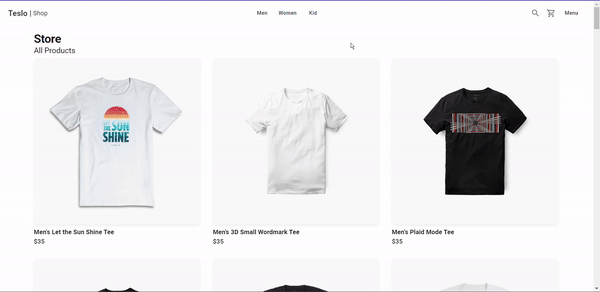 Teslo | Shop
Men Women Kid
Menu
Store
All Products
SUN
SHINE
Men's Let the Sun Shine Tee
$35
Men's 3D Small Wordmark Tee
$35
Men's Plaid Mode Tee
$35